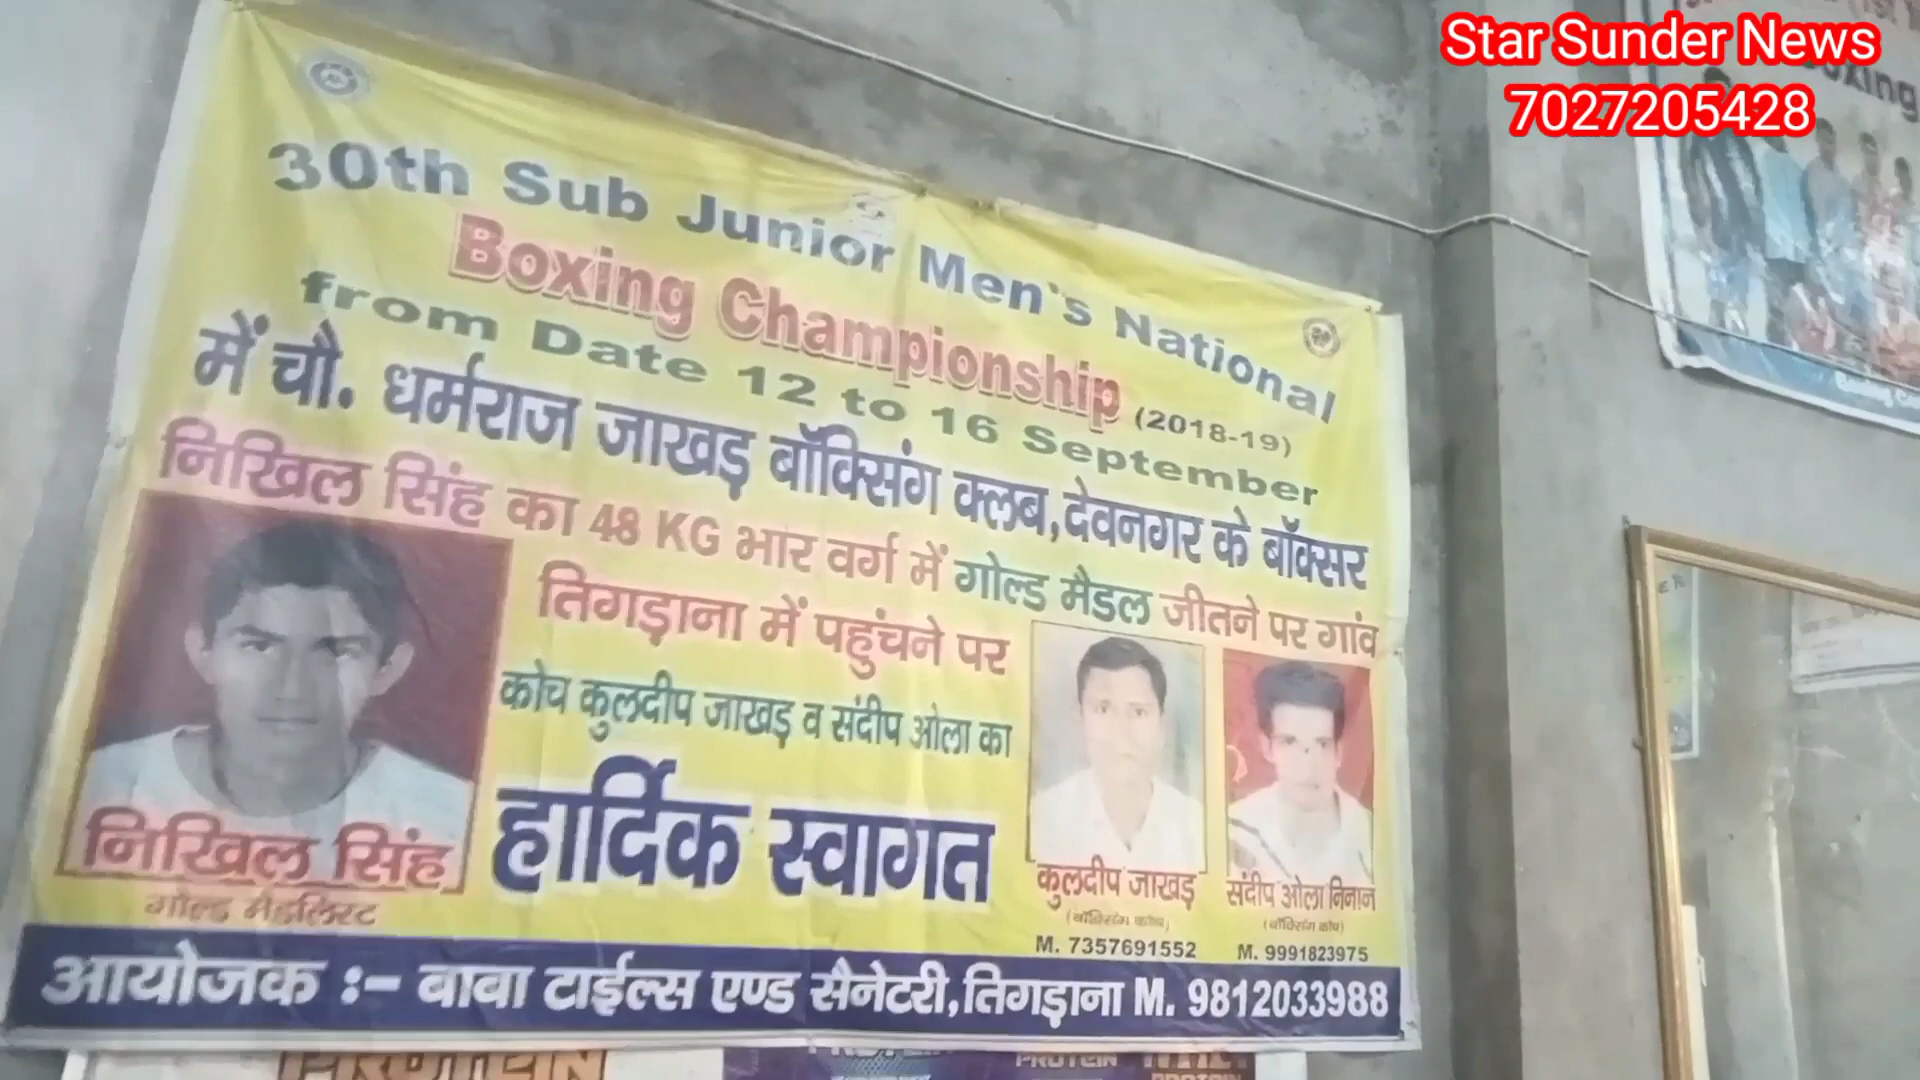 Star Sunder News
7027205428
30th Sub Junior Men's National
Boxing Championship (2018-19)
from Date 12 to 16 September
में चौ. धर्मराज जाखड़ बॉक्सिंग क्लब,देवनगर के बॉक्सर
निखिल सिंह का 48 KG भार वर्ग में गोल्ड मैडल जीतने पर गांव
तिगड़ाना में पहुंचने पर
कोच कुलदीप जाखड़ व संदीप ओला का
हार्दिक स्वागत
निखिल सिंह
गोल्ड मैडलिस्ट
कुलदीप जाखड़
(बॉक्सिंग कोच)
M. 7357691552
संदीप ओला निनान
(बॉक्सिंग कोच)
M. 9991823975
आयोजक :- वावा टाईल्स एण्ड सैनेटरी,तिगड़ाना M. 9812033988
PROTEIN
PROTEIN